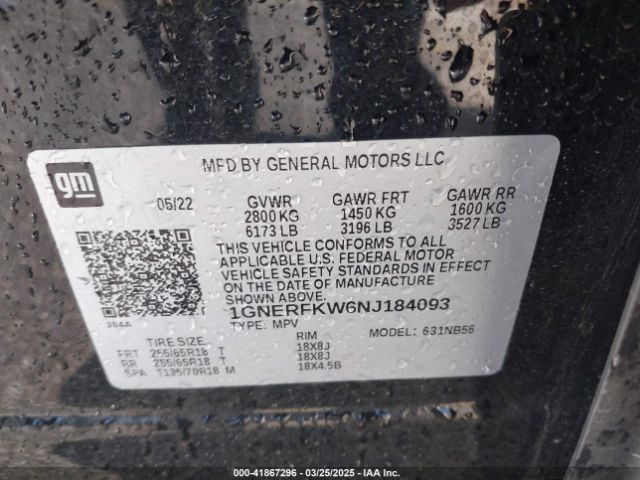 gm
MFD BY GENERAL MOTORS LLC
05/22 GVWR GAWR FRT GAWR RR
2800 KG 1450 KG 1600 KG
6173 LB 3196 LB 3527 LB
THIS VEHICLE CONFORMS TO ALL
APPLICABLE U.S. FEDERAL MOTOR
VEHICLE SAFETY STANDARDS IN EFFECT
ON THE DATE OF MANUFACTURE
SHOWN ABOVE.
1GNERFKW6NJ184093
384A TYPE: MPV MODEL: 631NB56
TIRE SIZE RIM
FRT 255/65R18 T 18X8J
RR 255/65R18 T 18X8J
SPA T135/70R18 M 18X4.5B
00-41867296 | 03/25/2025 | Copart, IAA, Inc.